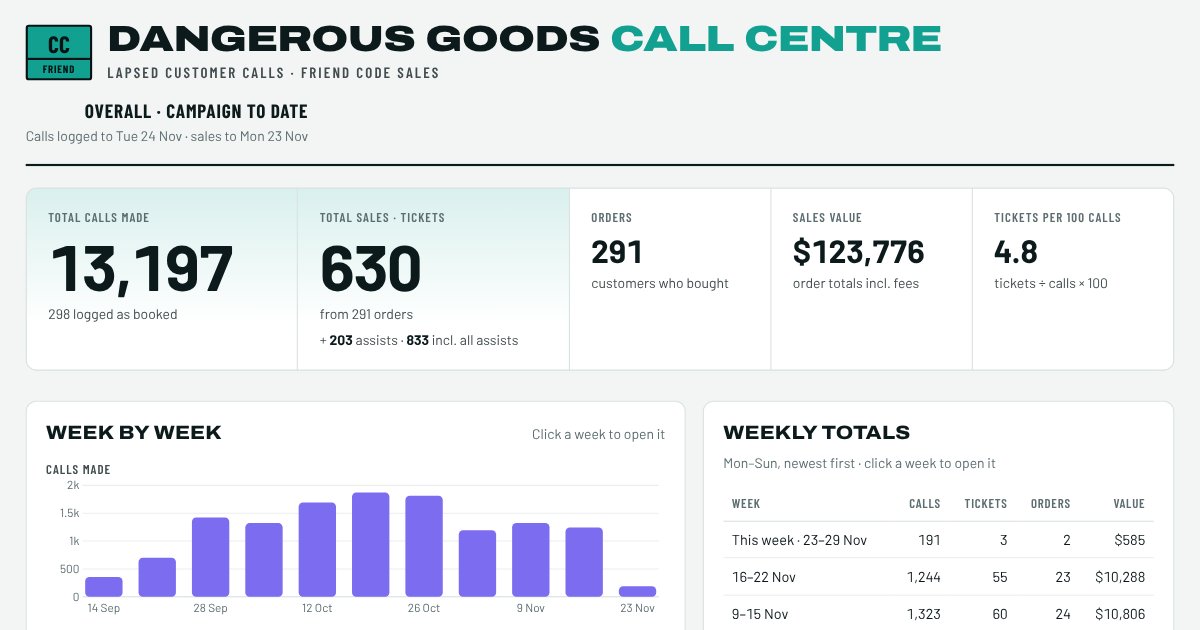 CC
FRIEND
DANGEROUS GOODS CALL CENTRE
LAPSED CUSTOMER CALLS · FRIEND CODE SALES
OVERALL · CAMPAIGN TO DATE
Calls logged to Tue 24 Nov · sales to Mon 23 Nov
TOTAL CALLS MADE
13,197
298 logged as booked
TOTAL SALES · TICKETS
630
from 291 orders
+ 203 assists · 833 incl. all assists
ORDERS
291
customers who bought
SALES VALUE
$123,776
order totals incl. fees
TICKETS PER 100 CALLS
4.8
tickets ÷ calls × 100
WEEK BY WEEK
Click a week to open it
CALLS MADE
2k
1.5k
1k
500
0
14 Sep 28 Sep 12 Oct 26 Oct 9 Nov 23 Nov
WEEKLY TOTALS
Mon–Sun, newest first · click a week to open it
WEEK CALLS TICKETS ORDERS VALUE
This week · 23–29 Nov 191 3 2 $585
16–22 Nov 1,244 55 23 $10,288
9–15 Nov 1,323 60 24 $10,806